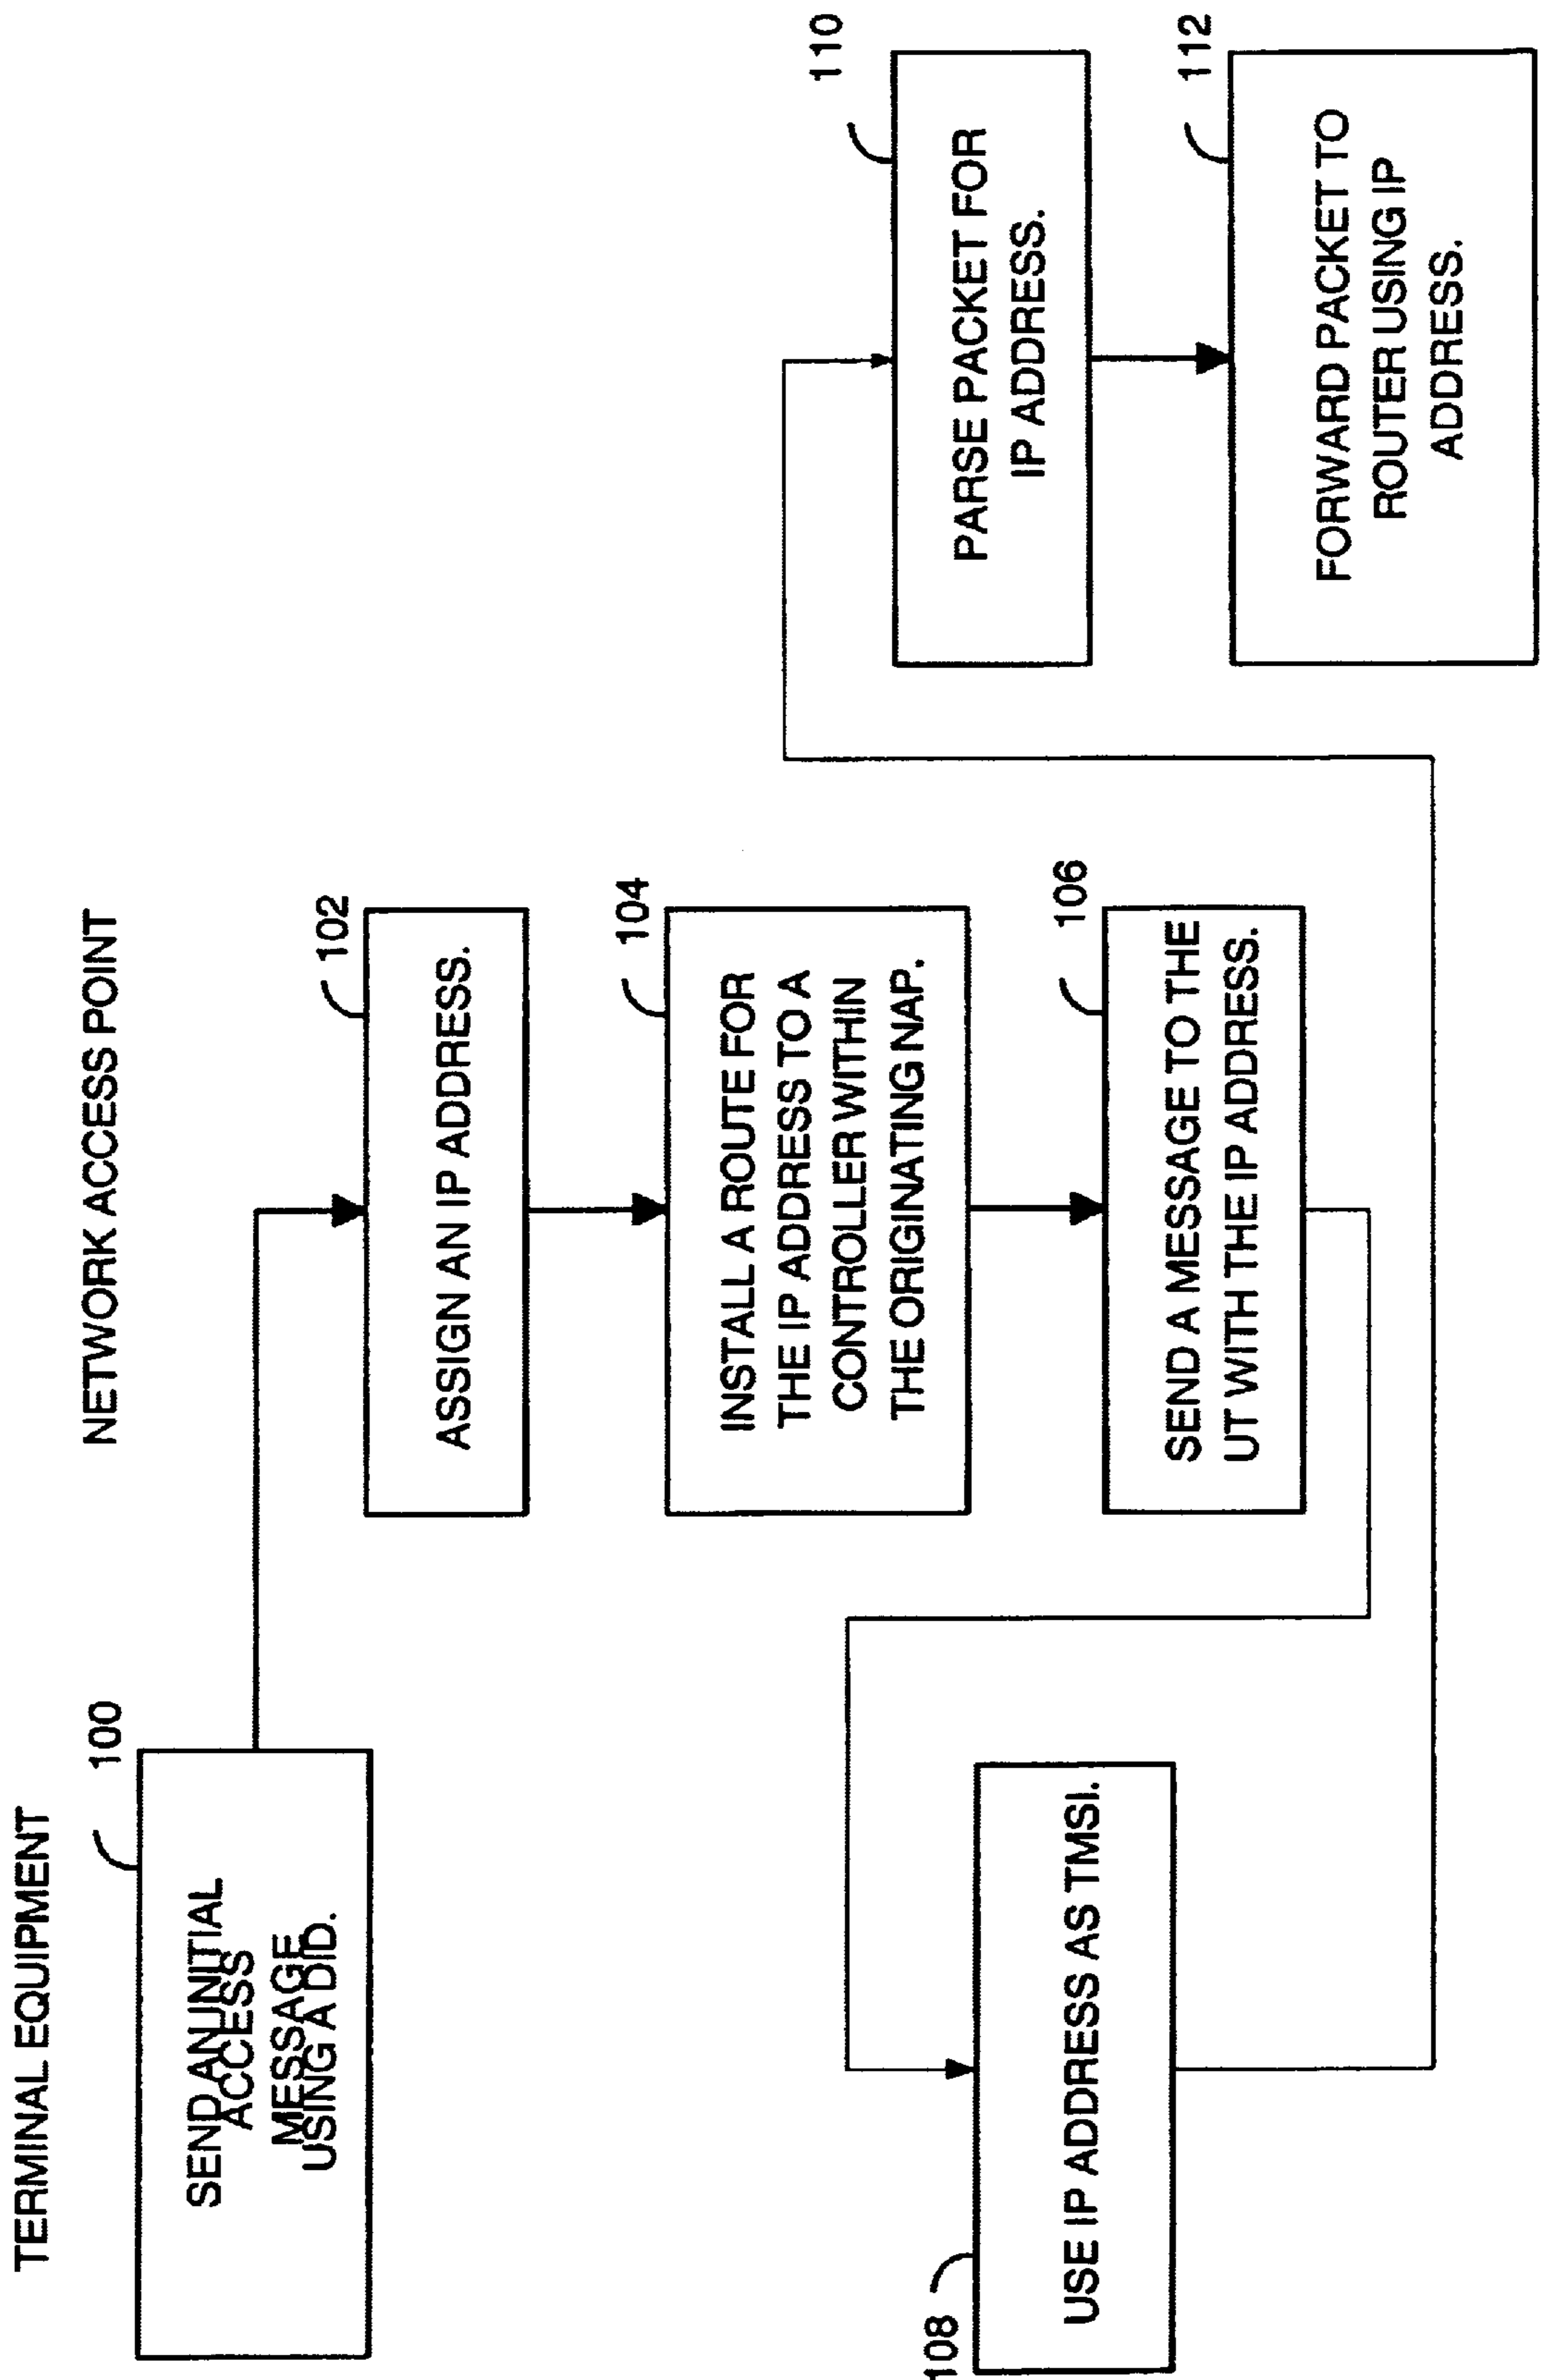 TERMINAL EQUIPMENT
100
SEND AN UNITIAL
ACCESS
MESSAGE
USING A DID.
NETWORK ACCESS POINT
102
ASSIGN AN IP ADDRESS.
104
INSTALL A ROUTE FOR
THE IP ADDRESS TO A
CONTROLLER WITHIN
THE ORIGINATING NAP.
106
SEND A MESSAGE TO THE
UT WITH THE IP ADDRESS.
108
USE IP ADDRESS AS TMSI.
110
PARSE PACKET FOR
IP ADDRESS.
112
FORWARD PACKET TO
ROUTER USING IP
ADDRESS.